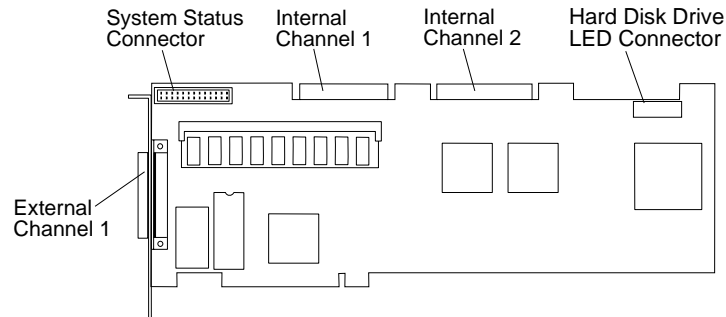 System Status
Connector
Internal
Channel 1
Internal
Channel 2
Hard Disk Drive
LED Connector
External
Channel 1